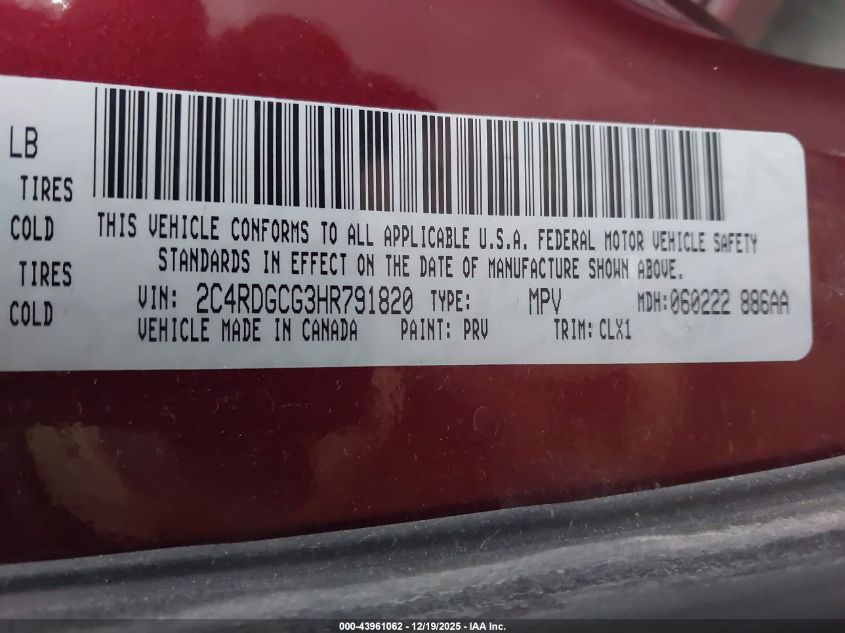 LB
TIRES
COLD
TIRES
COLD
THIS VEHICLE CONFORMS TO ALL APPLICABLE U.S.A. FEDERAL MOTOR VEHICLE SAFETY
STANDARDS IN EFFECT ON THE DATE OF MANUFACTURE SHOWN ABOVE.
VIN: 2C4RDGCG3HR791820 TYPE: MPV MDH:060222 886AA
VEHICLE MADE IN CANADA PAINT: PRV TRIM: CLX1
000-43961062 - 12/19/2025 - IAA Inc.